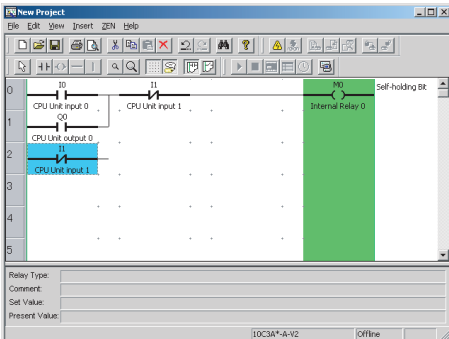 New Project
File Edit View Insert ZEN Help
0 I0 I1 M0 Self-holding Bit
CPU Unit input 0 CPU Unit input 1 Internal Relay 0
1 Q0
CPU Unit output 0
2 I1
CPU Unit input 1
3
4
5
Relay Type:
Comment:
Set Value:
Present Value:
10C3A*-A-V2 Offline